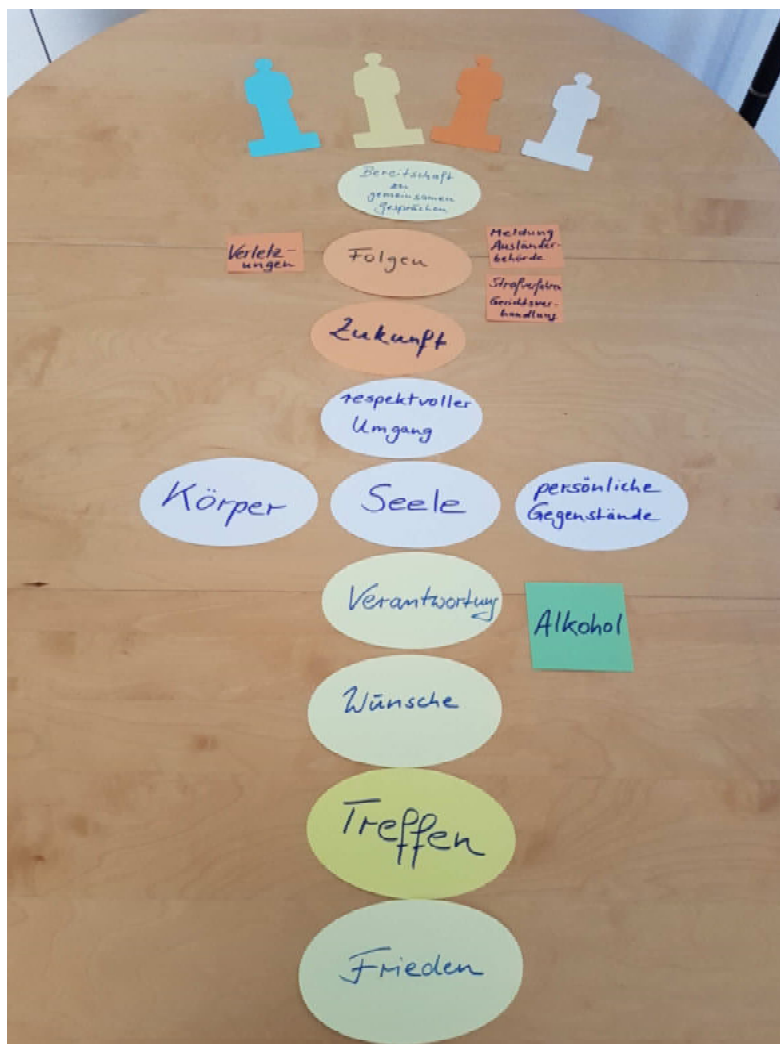 Bereitschaft
zu
gemeinsamen
Gesprächen
Verletz-
ungen
Folgen
Meldung
Ausländer-
behörde
Strafverfahren
Gerichtsver-
handlung
Zukunft
respektvoller
Umgang
Körper
Seele
persönliche
Gegenstände
Verantwortung
Alkohol
Wünsche
Treffen
Frieden